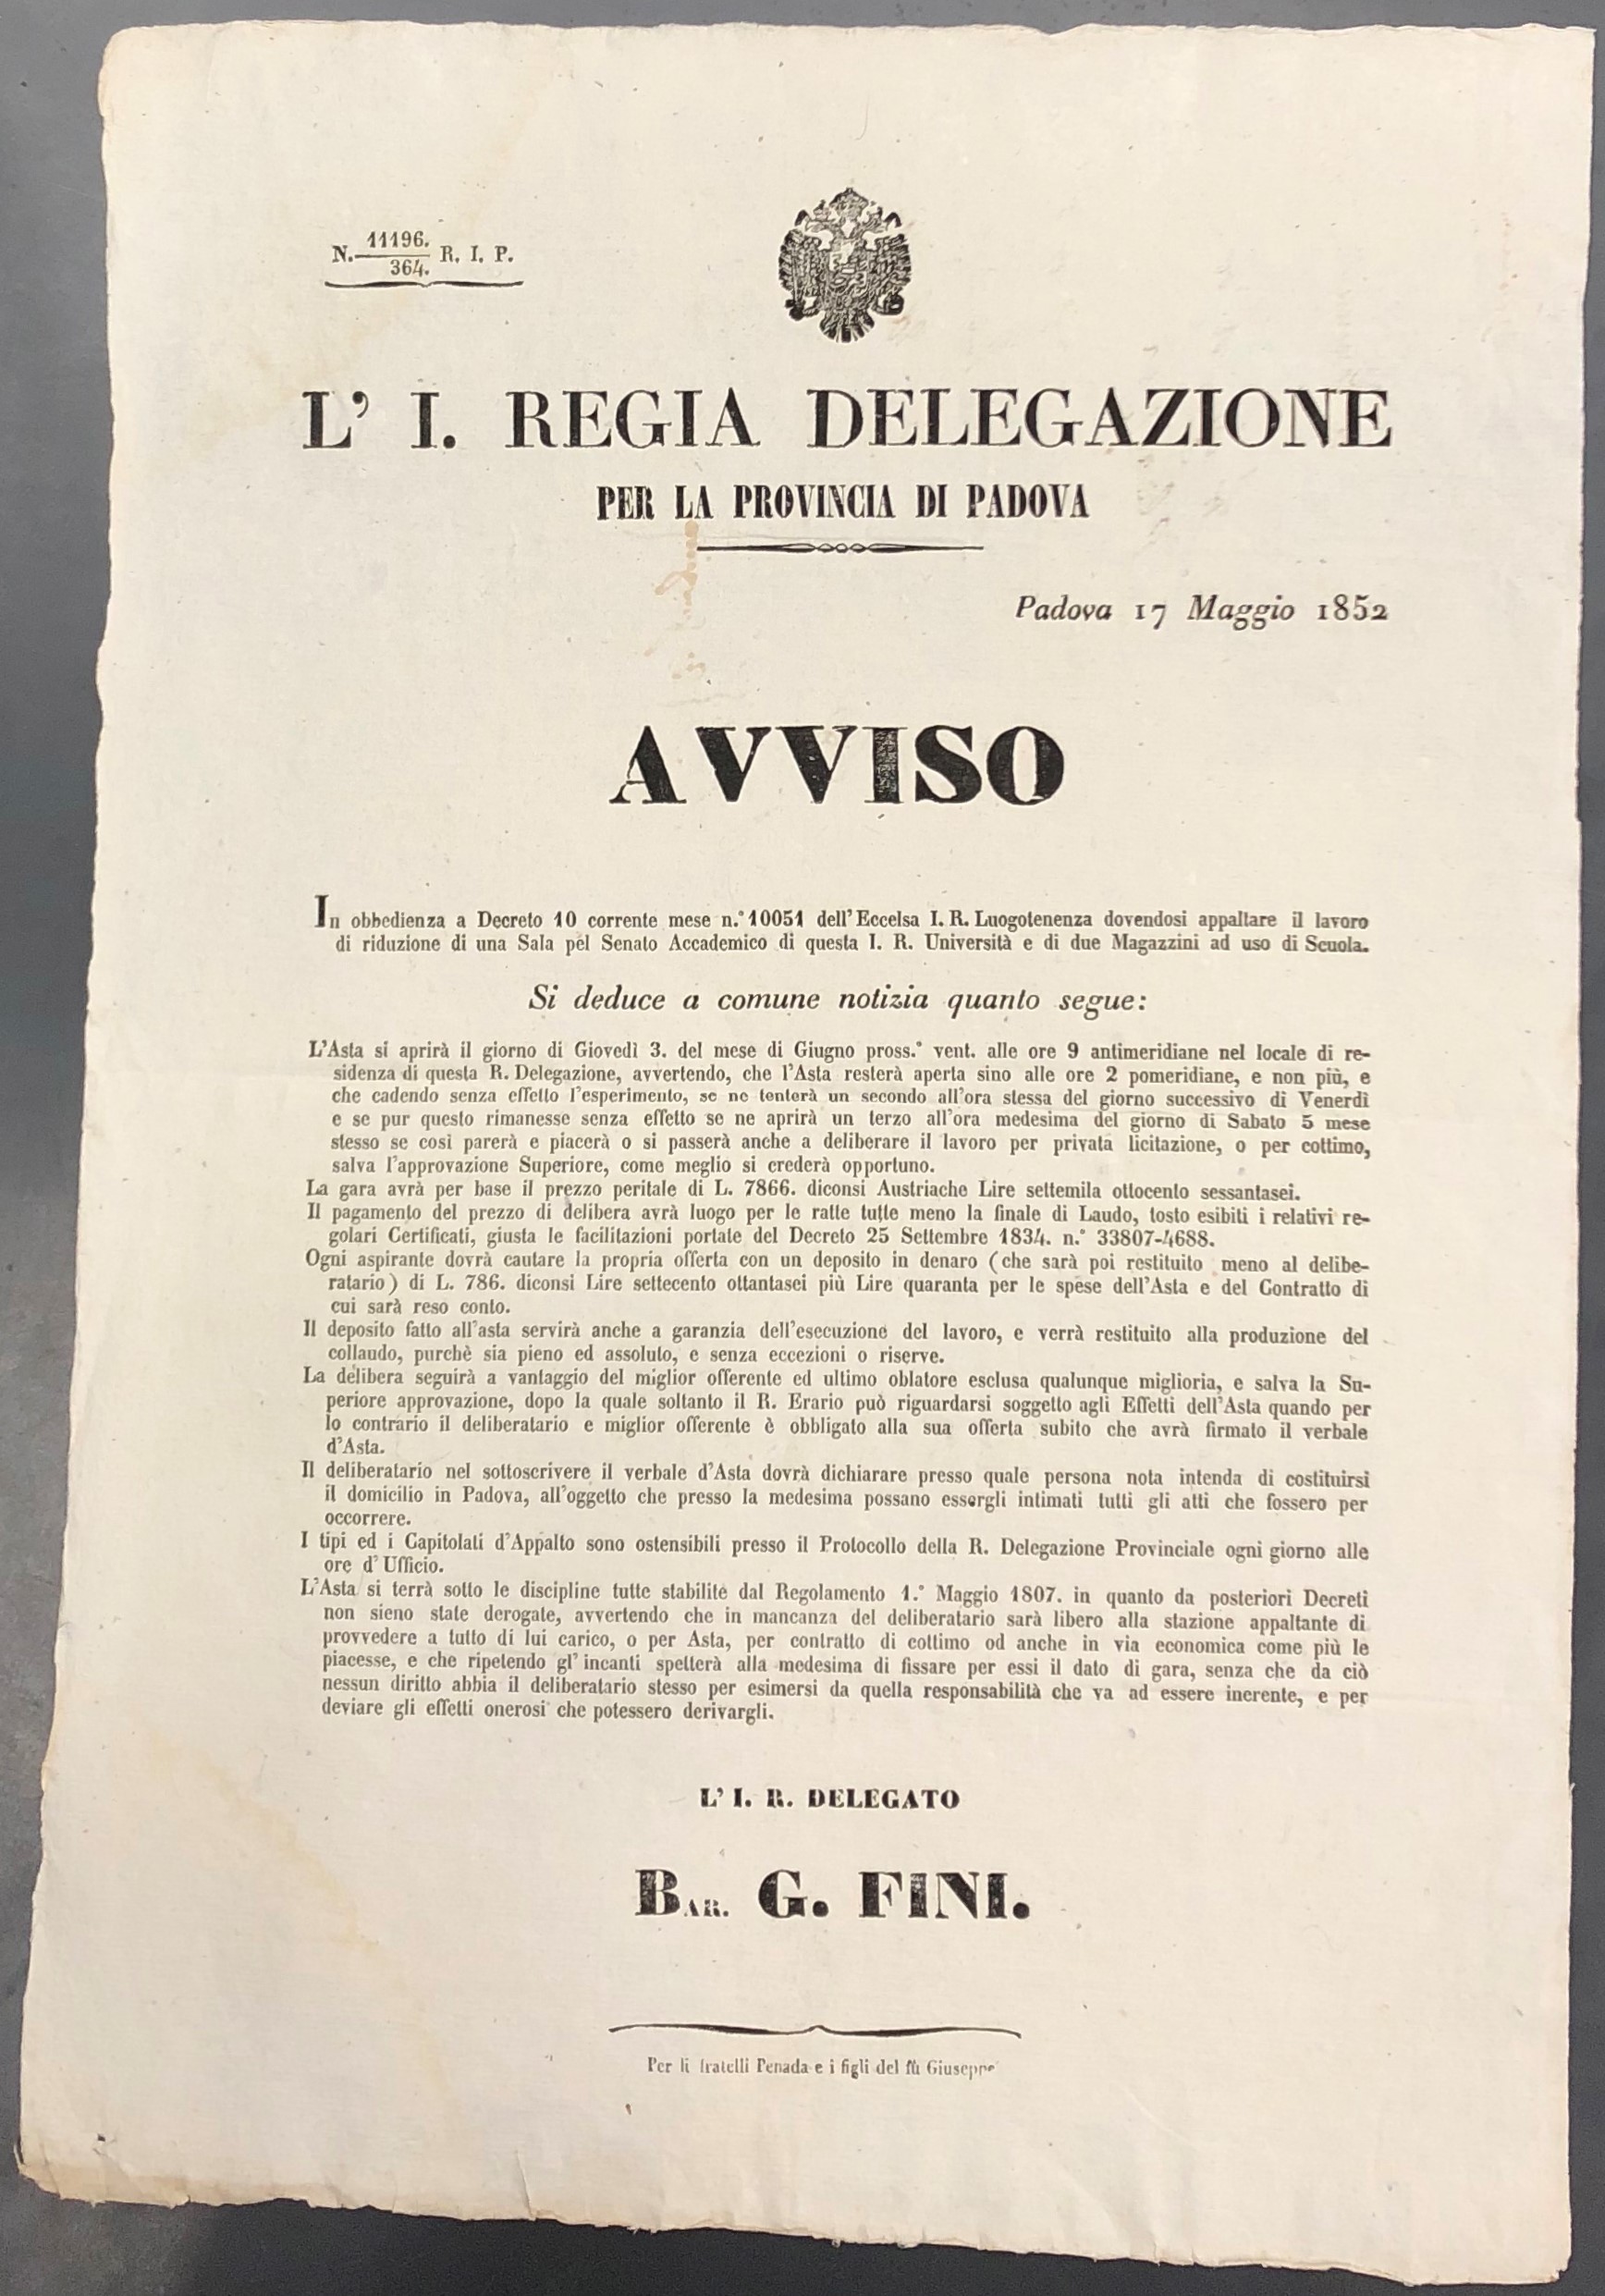 N. 11196. R. I. P.
364.
L' I. REGIA DELEGAZIONE
PER LA PROVINCIA DI PADOVA
Padova 17 Maggio 1852
AVVISO
In obbedienza a Decreto 10 corrente mese n.° 10051 dell'Eccelsa I. R. Luogotenenza dovendosi appaltare il lavoro
di riduzione di una Sala pel Senato Accademico di questa I. R. Università e di due Magazzini ad uso di Scuola.
Si deduce a comune notizia quanto segue:
L'Asta si aprirà il giorno di Giovedì 3. del mese di Giugno pross.° vent. alle ore 9 antimeridiane nel locale di re-
sidenza di questa R. Delegazione, avvertendo, che l'Asta resterà aperta sino alle ore 2 pomeridiane, e non più, e
che cadendo senza effetto l'esperimento, se ne tenterà un secondo all'ora stessa del giorno successivo di Venerdì
e se pur questo rimanesse senza effetto se ne aprirà un terzo all'ora medesima del giorno di Sabato 5 mese
stesso se così parerà e piacerà o si passerà anche a deliberare il lavoro per privata licitazione, o per cottimo,
salva l'approvazione Superiore, come meglio si crederà opportuno.
La gara avrà per base il prezzo peritale di L. 7866. diconsi Austriache Lire settemila ottocento sessantasei.
Il pagamento del prezzo di delibera avrà luogo per le ratte tutte meno la finale di Laudo, tosto esibiti i relativi re-
golari Certificati, giusta le facilitazioni portate del Decreto 25 Settembre 1834. n.° 33807-4688.
Ogni aspirante dovrà cautare la propria offerta con un deposito in denaro (che sarà poi restituito meno al delibe-
ratario) di L. 786. diconsi Lire settecento ottantasei più Lire quaranta per le spese dell'Asta e del Contratto di
cui sarà reso conto.
Il deposito fatto all'asta servirà anche a garanzia dell'esecuzione del lavoro, e verrà restituito alla produzione del
collaudo, purchè sia pieno ed assoluto, e senza eccezioni o riserve.
La delibera seguirà a vantaggio del miglior offerente ed ultimo oblatore esclusa qualunque miglioria, e salva la Su-
periore approvazione, dopo la quale soltanto il R. Erario può riguardarsi soggetto agli Effetti dell'Asta quando per
lo contrario il deliberatario e miglior offerente è obbligato alla sua offerta subito che avrà firmato il verbale
d'Asta.
Il deliberatario nel sottoscrivere il verbale d'Asta dovrà dichiarare presso quale persona nota intenda di costituirsi
il domicilio in Padova, all'oggetto che presso la medesima possano essergli intimati tutti gli atti che fossero per
occorrere.
I tipi ed i Capitolati d'Appalto sono ostensibili presso il Protocollo della R. Delegazione Provinciale ogni giorno alle
ore d'Ufficio.
L'Asta si terrà sotto le discipline tutte stabilite dal Regolamento 1.° Maggio 1807. in quanto da posteriori Decreti
non sieno state derogate, avvertendo che in mancanza del deliberatario sarà libero alla stazione appaltante di
provvedere a tutto di lui carico, o per Asta, per contratto di cottimo od anche in via economica come più le
piacesse, e che ripetendo gl'incanti spetterà alla medesima di fissare per essi il dato di gara, senza che da ciò
nessun diritto abbia il deliberatario stesso per esimersi da quella responsabilità che va ad essere inerente, e per
deviare gli effetti onerosi che potessero derivargli.
L' I. R. DELEGATO
BAR. G. FINI.
Per li fratelli Penada e i figli del fù Giuseppe